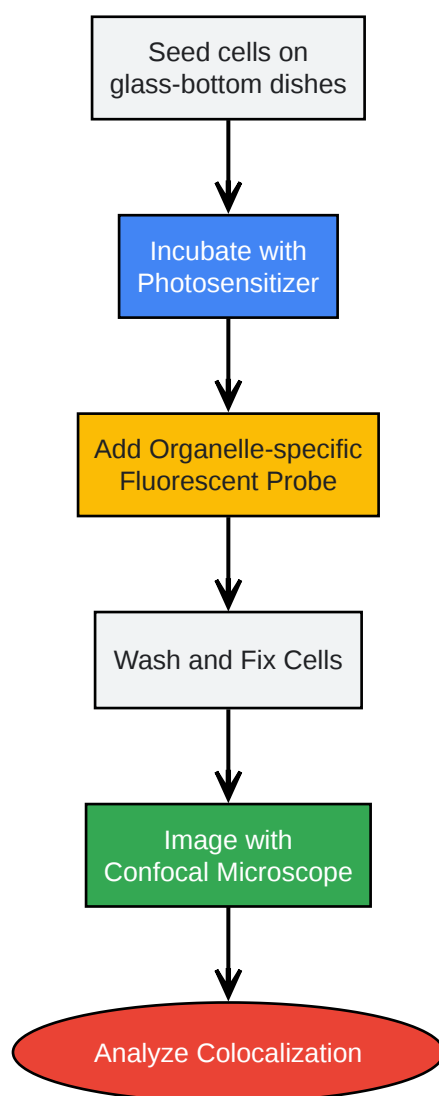 Seed cells on
glass-bottom dishes
Incubate with
Photosensitizer
Add Organelle-specific
Fluorescent Probe
Wash and Fix Cells
Image with
Confocal Microscope
Analyze Colocalization